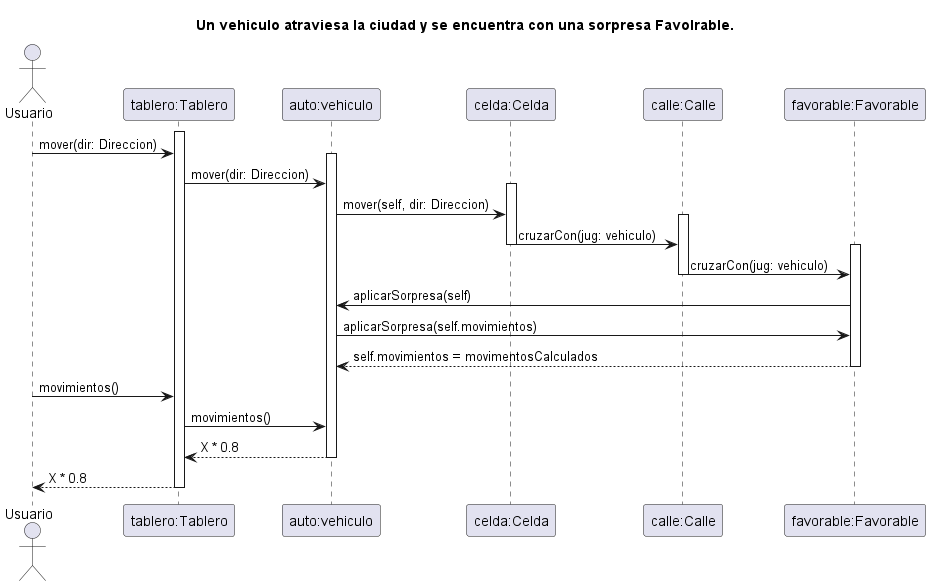 Un vehiculo atraviesa la ciudad y se encuentra con una sorpresa Favolrable.
Usuario
tablero:Tablero
auto:vehiculo
celda:Celda
calle:Calle
favorable:Favorable
mover(dir: Direccion)
mover(dir: Direccion)
mover(self, dir: Direccion)
cruzarCon(jug: vehiculo)
cruzarCon(jug: vehiculo)
aplicarSorpresa(self)
aplicarSorpresa(self.movimientos)
self.movimientos = movimentosCalculados
movimientos()
movimientos()
X * 0.8
X * 0.8
Usuario
tablero:Tablero
auto:vehiculo
celda:Celda
calle:Calle
favorable:Favorable